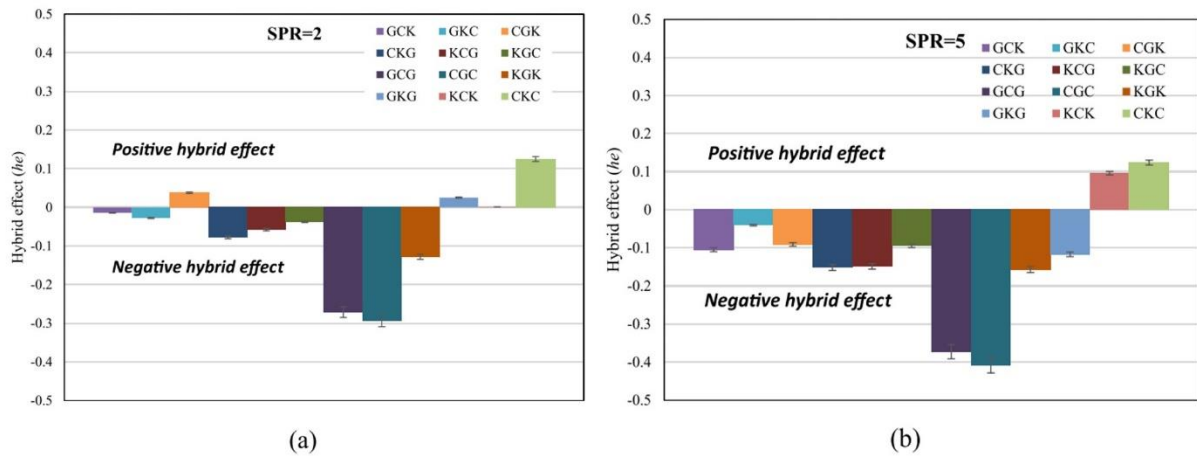 0.5
0.4
0.3
0.2
0.1
0
-0.1
-0.2
-0.3
-0.4
-0.5
Hybrid effect (he)
SPR=2
GCK GKC CGK
CKG KCG KGC
GCG CGC KGK
GKG KCK CKC
Positive hybrid effect
Negative hybrid effect
(a)
0.5
0.4
0.3
0.2
0.1
0
-0.1
-0.2
-0.3
-0.4
-0.5
Hybrid effect (he)
SPR=5
GCK GKC CGK
CKG KCG KGC
GCG CGC KGK
GKG KCK CKC
Positive hybrid effect
Negative hybrid effect
(b)